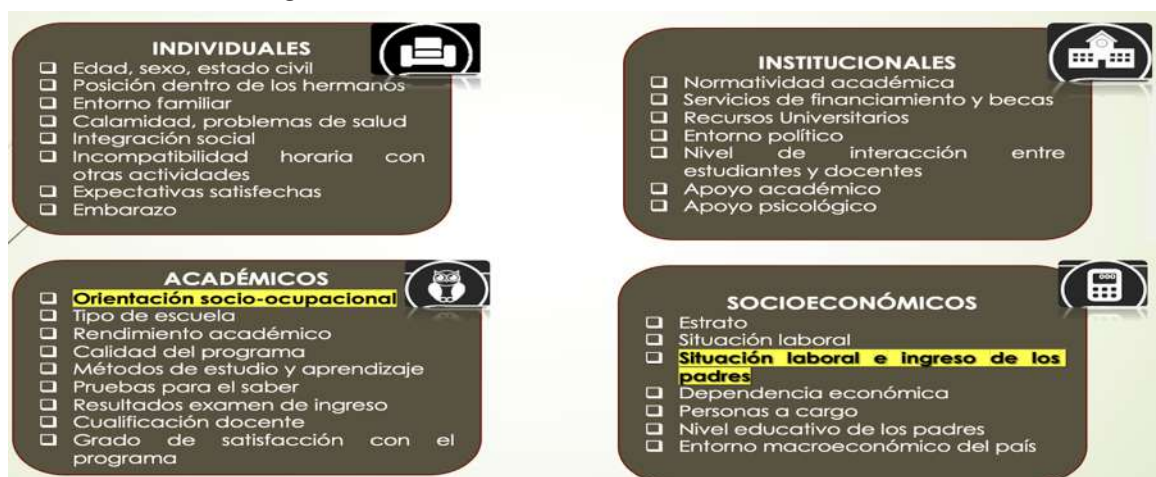 INDIVIDUALES
❑ Edad, sexo, estado civil
❑ Posición dentro de los hermanos
❑ Entorno familiar
❑ Calamidad, problemas de salud
❑ Integración social
❑ Incompatibilidad horaria con
otras actividades
❑ Expectativas satisfechas
❑ Embarazo
INSTITUCIONALES
❑ Normatividad académica
❑ Servicios de financiamiento y becas
❑ Recursos Universitarios
❑ Entorno político
❑ Nivel de interacción entre
estudiantes y docentes
❑ Apoyo académico
❑ Apoyo psicológico
ACADÉMICOS
❑ Orientación socio-ocupacional
❑ Tipo de escuela
❑ Rendimiento académico
❑ Calidad del programa
❑ Métodos de estudio y aprendizaje
❑ Pruebas para el saber
❑ Resultados examen de ingreso
❑ Cualificación docente
❑ Grado de satisfacción con el
programa
SOCIOECONÓMICOS
❑ Estrato
❑ Situación laboral
❑ Situación laboral e ingreso de los
padres
❑ Dependencia económica
❑ Personas a cargo
❑ Nivel educativo de los padres
❑ Entorno macroeconómico del país